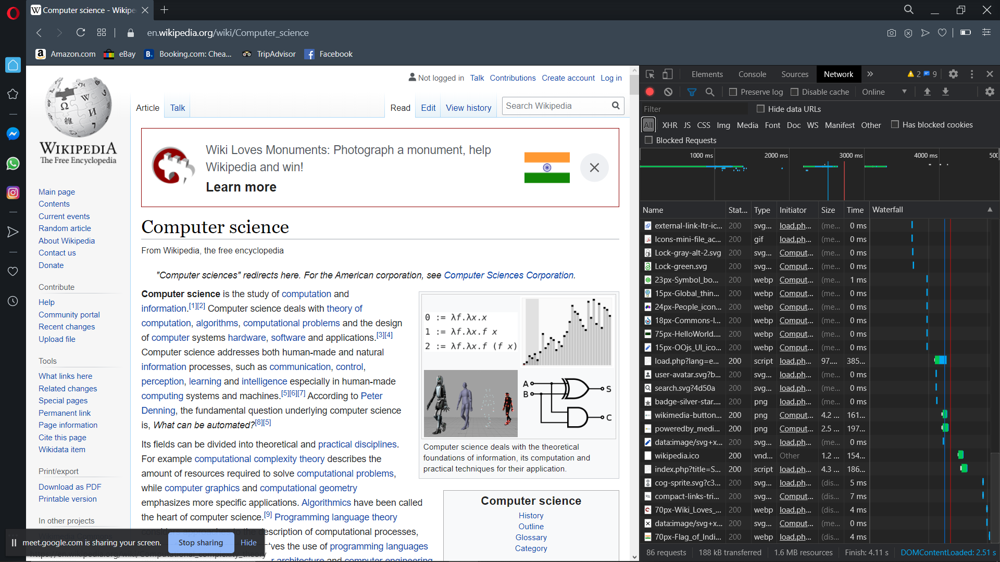 Computer science - Wikipe
en.wikipedia.org/wiki/Computer_science
Amazon.com
eBay
Booking.com: Chea...
TripAdvisor
Facebook
WIKIPEDIA
The Free Encyclopedia
Main page
Contents
Current events
Random article
About Wikipedia
Contact us
Donate
Contribute
Help
Community portal
Recent changes
Upload file
Tools
What links here
Related changes
Special pages
Permanent link
Page information
Cite this page
Wikidata item
Print/export
Download as PDF
Printable version
In other projects
Not logged in Talk Contributions Create account Log in
Article Talk Read Edit View history Search Wikipedia
Wiki Loves Monuments: Photograph a monument, help
Wikipedia and win!
Learn more
Computer science
From Wikipedia, the free encyclopedia
"Computer sciences" redirects here. For the American corporation, see Computer Sciences Corporation.
Computer science is the study of computation and
information.[1][2] Computer science deals with theory of
computation, algorithms, computational problems and the design
of computer systems hardware, software and applications.[3][4]
Computer science addresses both human-made and natural
information processes, such as communication, control,
perception, learning and intelligence especially in human-made
computing systems and machines.[5][6][7] According to Peter
Denning, the fundamental question underlying computer science
is, What can be automated?[8][5]
Its fields can be divided into theoretical and practical disciplines.
For example computational complexity theory describes the
amount of resources required to solve computational problems,
while computer graphics and computational geometry
emphasizes more specific applications. Algorithmics have been called
the heart of computer science.[9] Programming language theory
considers approaches to the description of computational processes,
ves the use of programming languages
r architecture and computer engineering
0 := λf.λx.x
1 := λf.λx.f x
2 := λf.λx.f (f x)
A
B
S
C
Computer science deals with the theoretical
foundations of information, its computation and
practical techniques for their application.
Computer science
History
Outline
Glossary
Category
meet.google.com is sharing your screen. Stop sharing Hide
https://en.wikipedia.org/wiki/Computational_complexity_theory
Elements Console Sources Network 2 9
Preserve log Disable cache Online
Filter Hide data URLs
All XHR JS CSS Img Media Font Doc WS Manifest Other Has blocked cookies
Blocked Requests
1000 ms 2000 ms 3000 ms 4000 ms 500
Name Stat... Type Initiator Size Time Waterfall
external-link-ltr-ic... 200 svg... load.ph... (me... 0 ms
Icons-mini-file_ac... 200 gif load.ph... (me... 0 ms
Lock-gray-alt-2.svg 200 svg... Comput... (me... 0 ms
Lock-green.svg 200 svg... Comput... (me... 0 ms
23px-Symbol_bo... 200 webp Comput... (me... 1 ms
15px-Global_thin... 200 webp Comput... (me... 0 ms
24px-People_icon... 200 webp Comput... (me... 0 ms
18px-Commons-l... 200 webp Comput... (me... 0 ms
75px-HelloWorld.... 200 webp Comput... (me... 0 ms
15px-OOjs_UI_ico... 200 webp Comput... (me... 0 ms
load.php?lang=e... 200 script load.ph... 97.... 385...
user-avatar.svg?b... 200 svg... load.ph... (me... 0 ms
search.svg?4d50a 200 svg... load.ph... (me... 0 ms
badge-silver-star.... 200 png load.ph... (me... 0 ms
wikimedia-button... 200 png Comput... 4.2 ... 161...
poweredby_medi... 200 png Comput... 2.5 ... 197...
data:image/svg+x... 200 svg... load.ph... (me... 0 ms
wikipedia.ico 200 vnd... Other 1.2 ... 154...
index.php?title=S... 200 script load.ph... 4.3 ... 186...
cog-sprite.svg?c3... 200 svg... load.ph... (dis... 5 ms
compact-links-tri... 200 svg... Comput... (dis... 7 ms
70px-Wiki_Loves_... 200 webp load.ph... (dis... 4 ms
data:image/svg+x... 200 svg... Comput... (me... 0 ms
70px-Flag_of_Indi... 200 webp load.ph... (dis... 4 ms
86 requests 188 kB transferred 1.6 MB resources Finish: 4.11 s DOMContentLoaded: 2.51 s